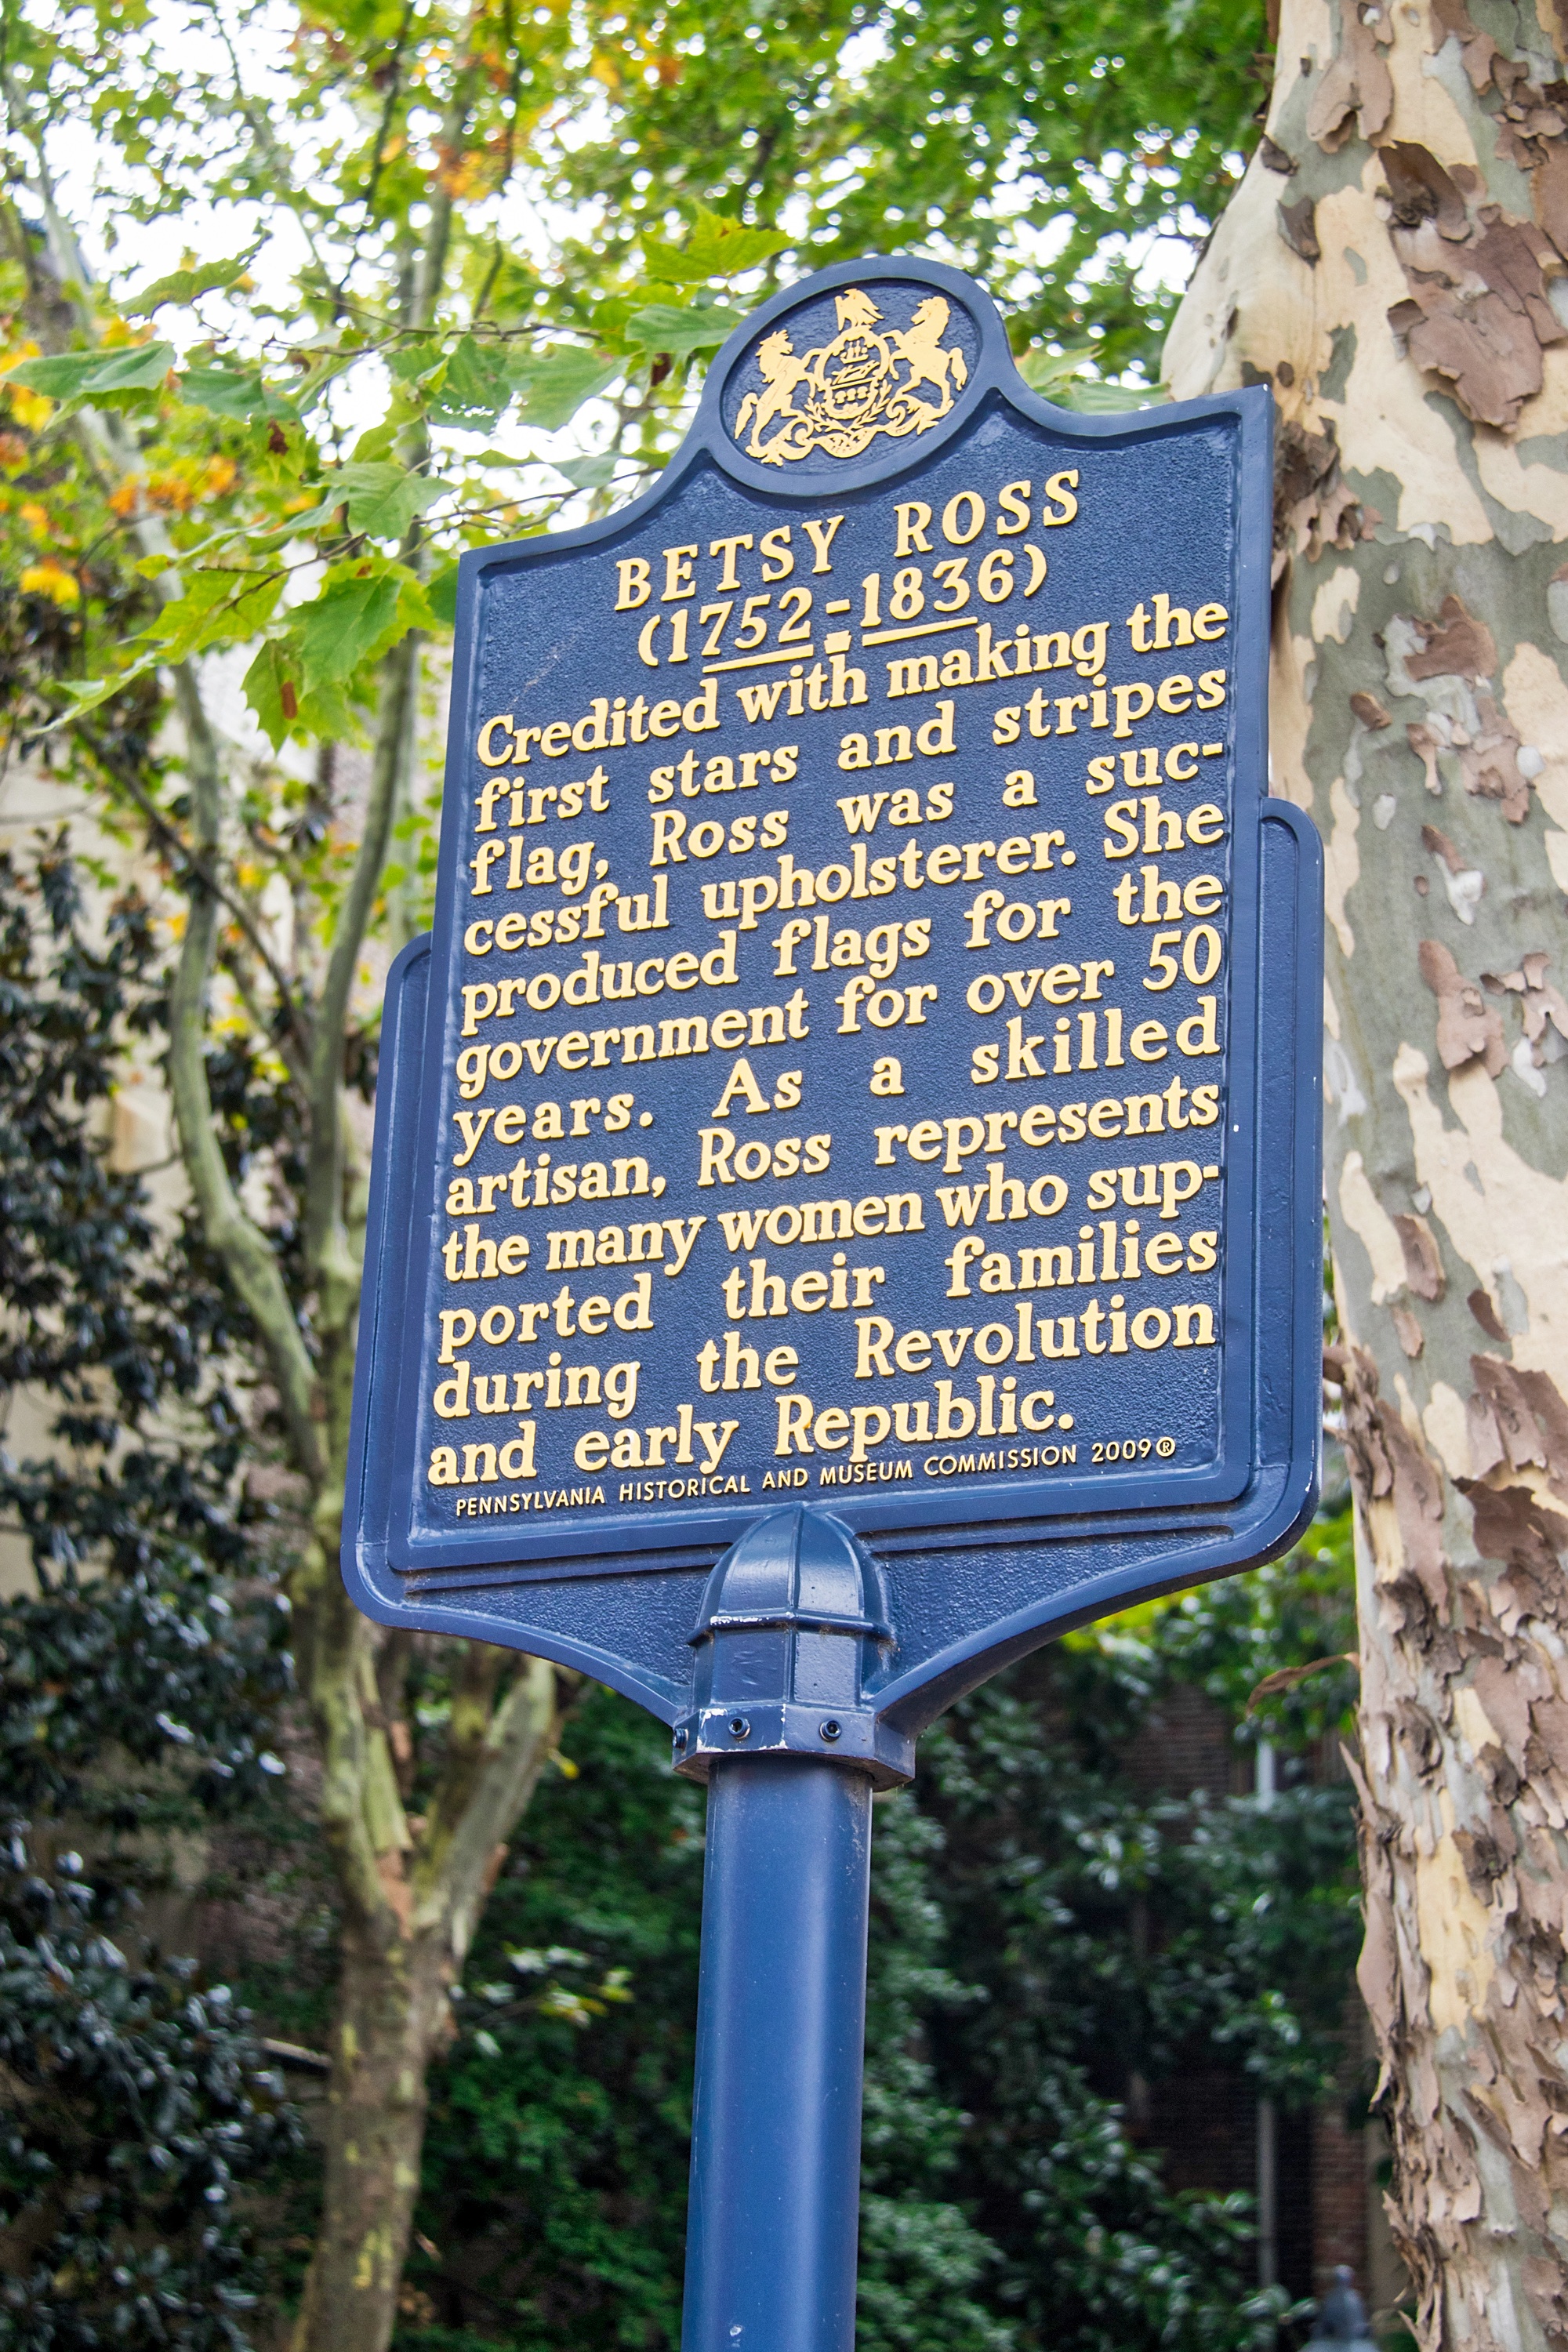 BETSY ROSS
(1752-1836)
Credited with making the
first stars and stripes
flag, Ross was a suc-
cessful upholsterer. She
produced flags for the
government for over 50
years. As a skilled
artisan, Ross represents
the many women who sup-
ported their families
during the Revolution
and early Republic.
PENNSYLVANIA HISTORICAL AND MUSEUM COMMISSION 2009®